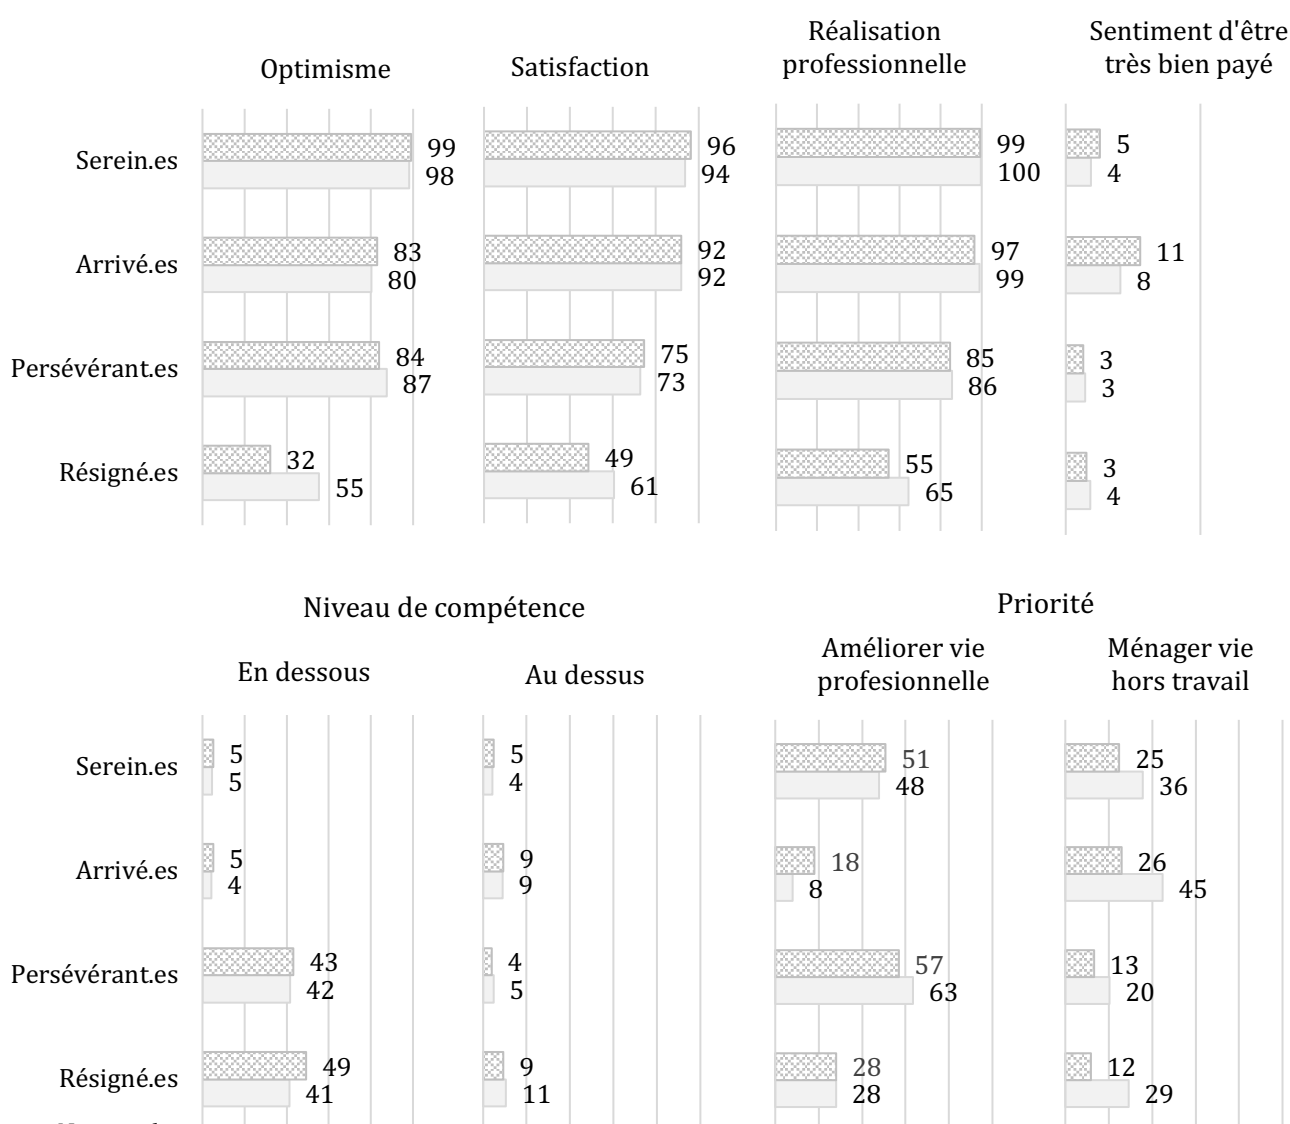 Réalisation
professionnelle
Sentiment d'être
très bien payé
Optimisme
Satisfaction
Serein.es
99
98
96
94
99
100
5
4
Arrivé.es
83
80
92
92
97
99
11
8
Persévérant.es
84
87
75
73
85
86
3
3
Résigné.es
32
55
49
61
55
65
3
4
Niveau de compétence
Priorité
En dessous
Au dessus
Améliorer vie
profesionnelle
Ménager vie
hors travail
Serein.es
5
5
5
4
51
48
25
36
Arrivé.es
5
4
9
9
18
8
26
45
Persévérant.es
43
42
4
5
57
63
13
20
Résigné.es
49
41
9
11
28
28
12
29